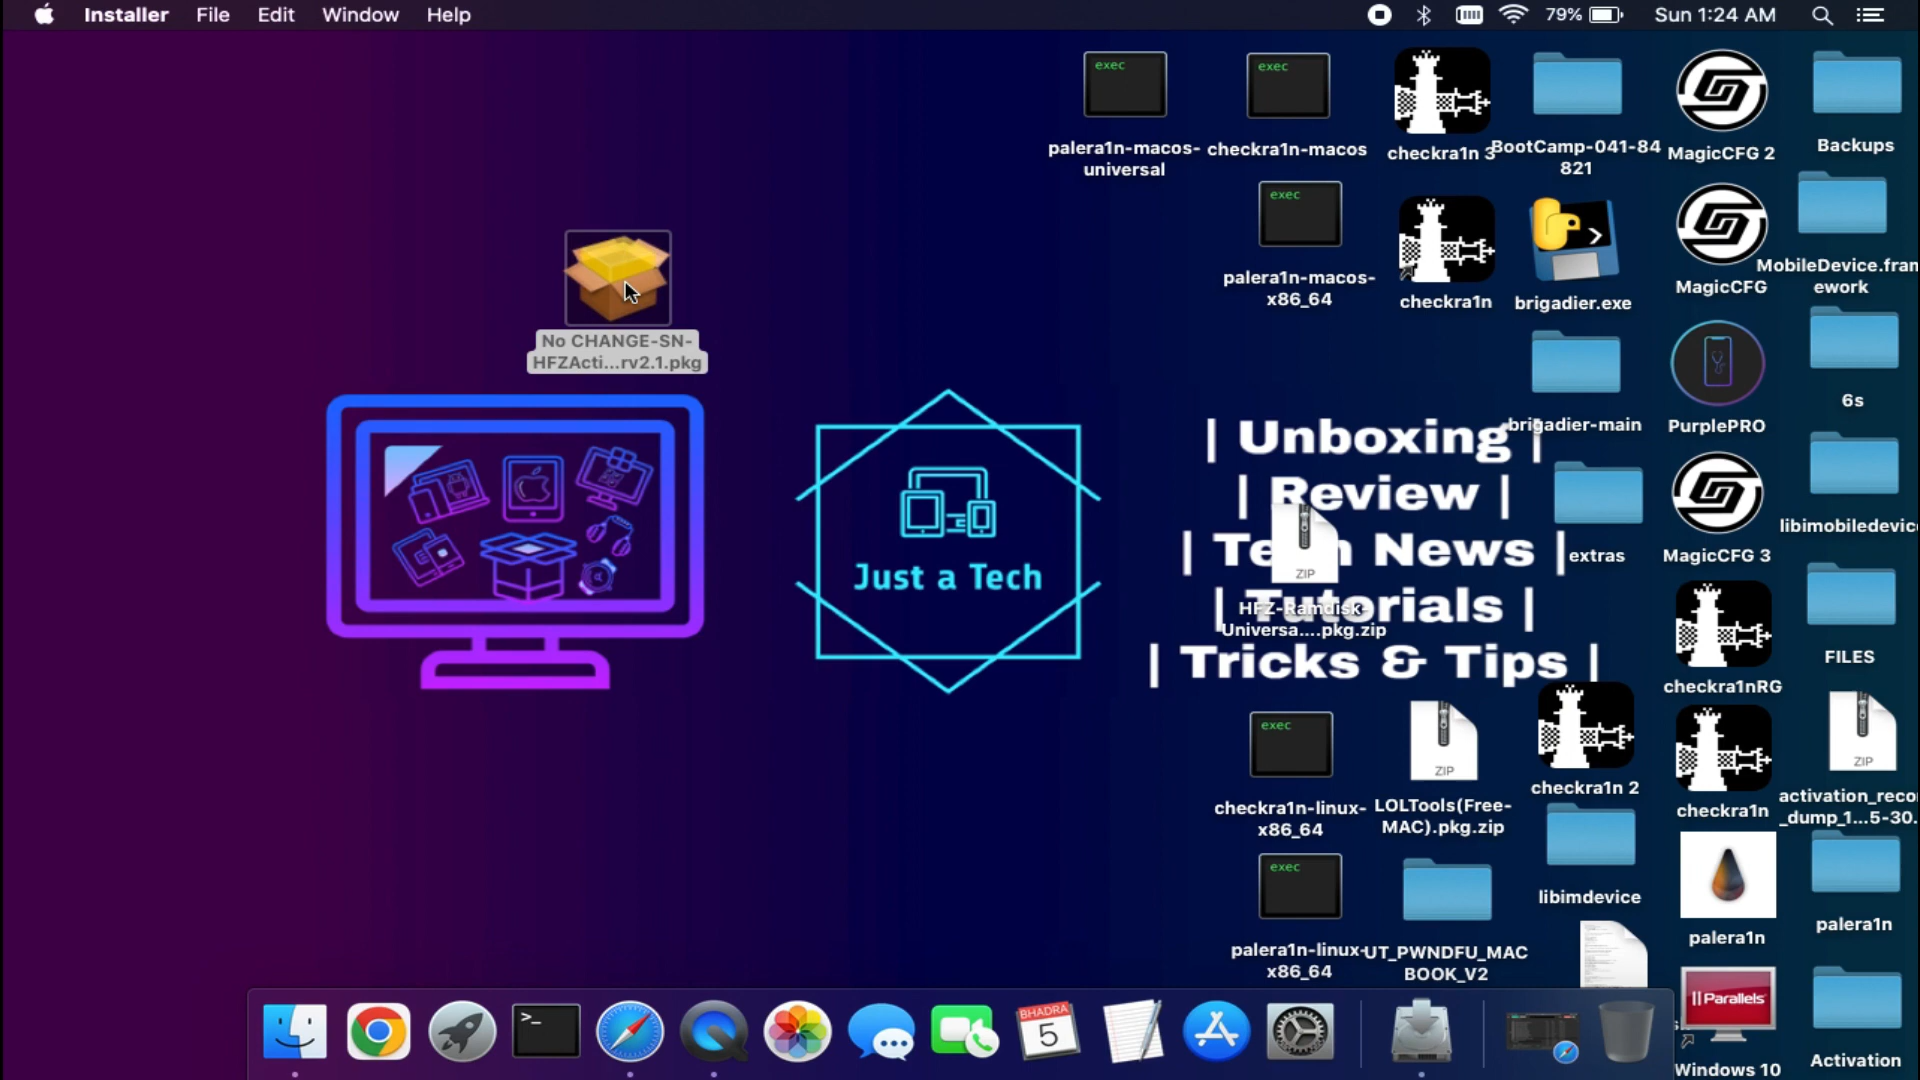 Installer File Edit Window Help 79% Sun 1:24 AM
exec
palera1n-macos-
universal
exec
checkra1n-macos
checkra1n 3
BootCamp-041-84
821
MagicCFG 2
Backups
exec
palera1n-macos-
x86_64
checkra1n
brigadier.exe
MagicCFG
MobileDevice.fran
ework
No CHANGE-SN-
HFZActi...rv2.1.pkg
brigadier-main
PurplePRO
6s
Just a Tech
| Unboxing |
| Review |
| Tech News |
| Tutorials |
| Tricks & Tips |
ZIP
HFZ-Ramdisk-
Universa....pkg.zip
extras
MagicCFG 3
libimobiledevic
checkra1nRG
FILES
exec
checkra1n-linux-
x86_64
ZIP
LOLTools(Free-
MAC).pkg.zip
checkra1n 2
checkra1n
ZIP
activation_reco
_dump_1...5-30.
exec
palera1n-linux-
x86_64
UT_PWNDFU_MAC
BOOK_V2
libimdevice
palera1n
palera1n
Parallels
Windows 10
Activation
BHADRA
5